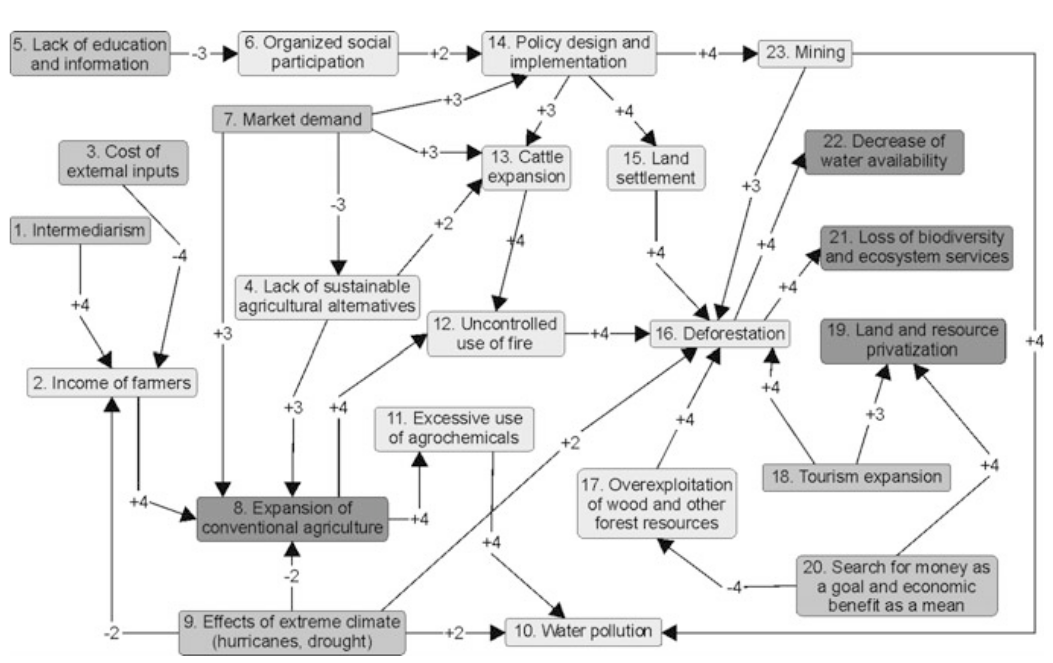 5. Lack of education
and information
-3
6. Organized social
participation
+2
14. Policy design and
implementation
+4
23. Mining
+3
7. Market demand
+3
+3
+4
3. Cost of
external inputs
13. Cattle
expansion
15. Land
settlement
22. Decrease of
water availability
+3
1. Intermediarism
-3
+2
-4
+4
+4
+4
21. Loss of biodiversity
and ecosystem services
+4
4. Lack of sustainable
agricultural alternatives
+4
+3
12. Uncontrolled
use of fire
+4
16. Deforestation
19. Land and resource
privatization
+4
2. Income of farmers
+4
+3
+4
11. Excessive use
of agrochemicals
+4
+3
+2
+4
18. Tourism expansion
17. Overexploitation
of wood and other
forest resources
+4
8. Expansion of
conventional agriculture
+4
+4
-2
-4
20. Search for money as
a goal and economic
benefit as a mean
-2
9. Effects of extreme climate
(hurricanes, drought)
+2
10. Water pollution